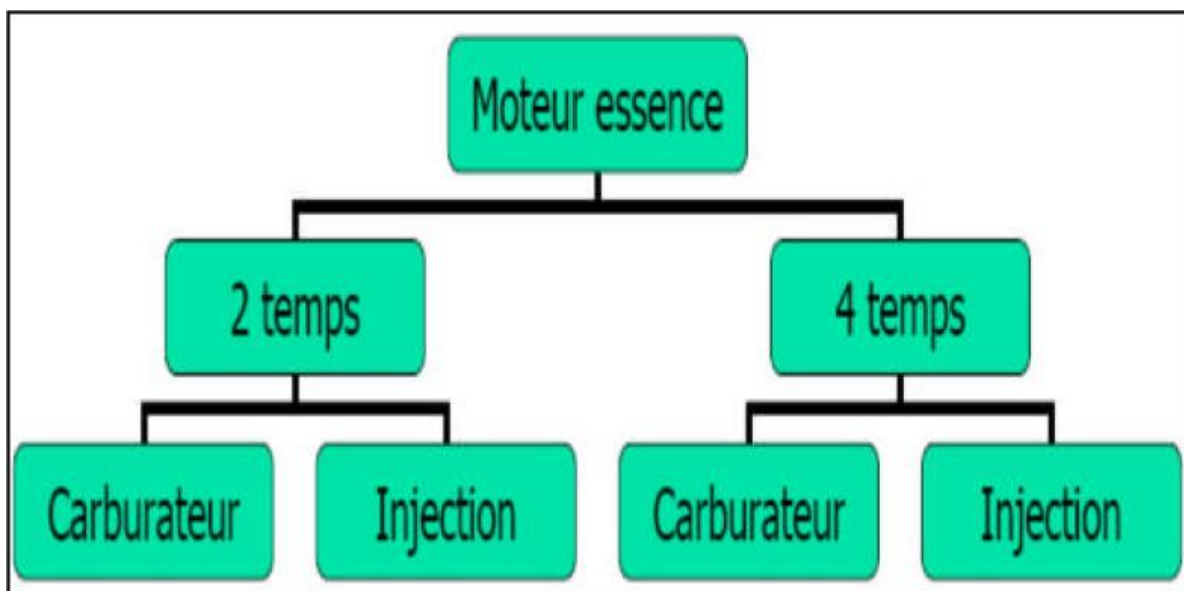 Moteur essence
2 temps
4 temps
Carburateur
Injection
Carburateur
Injection